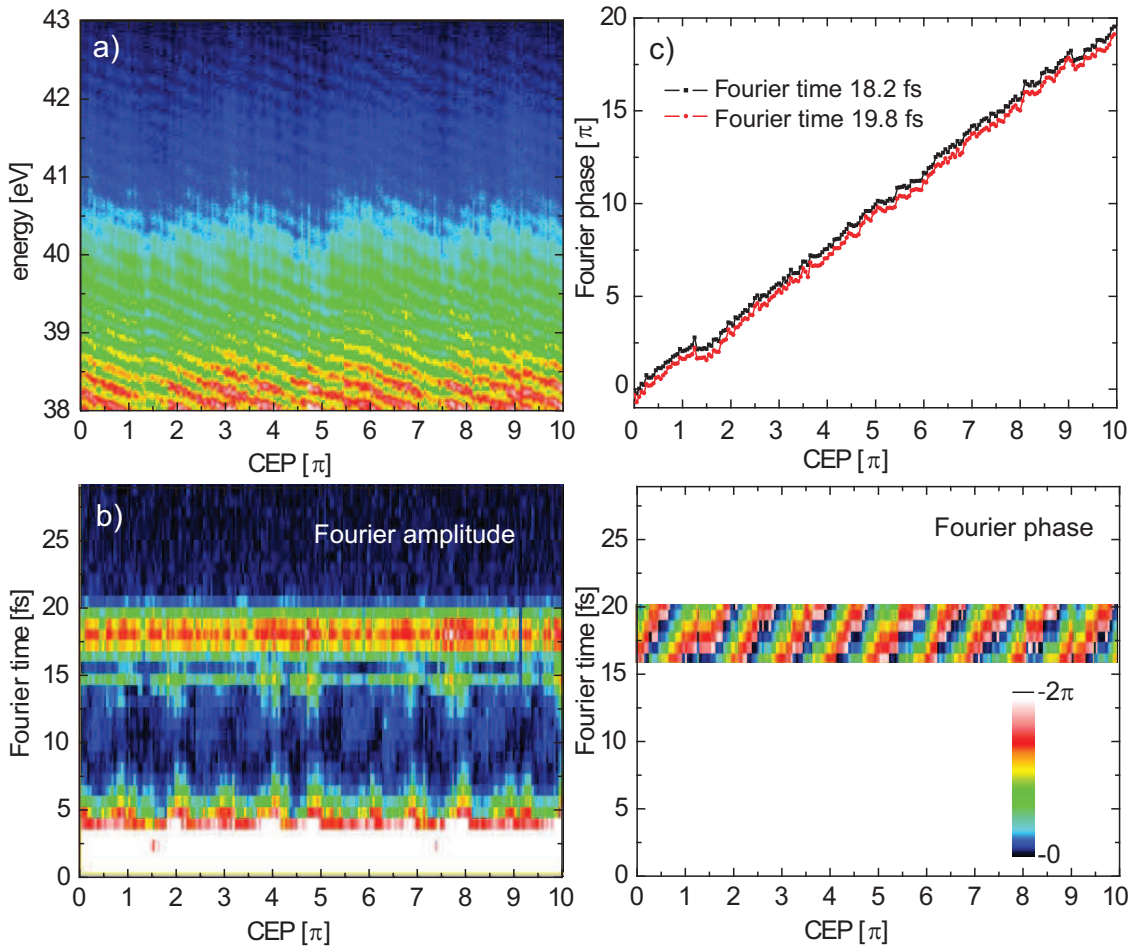 a)
43
42
41
40
39
38
energy [eV]
0 1 2 3 4 5 6 7 8 9 10
CEP [π]
c)
20
15
10
5
0
Fourier phase [π]
Fourier time 18.2 fs
Fourier time 19.8 fs
0 1 2 3 4 5 6 7 8 9 10
CEP [π]
b)
Fourier amplitude
25
20
15
10
5
0
Fourier time [fs]
0 1 2 3 4 5 6 7 8 9 10
CEP [π]
Fourier phase
25
20
15
10
5
0
Fourier time [fs]
-2π
-0
0 1 2 3 4 5 6 7 8 9 10
CEP [π]